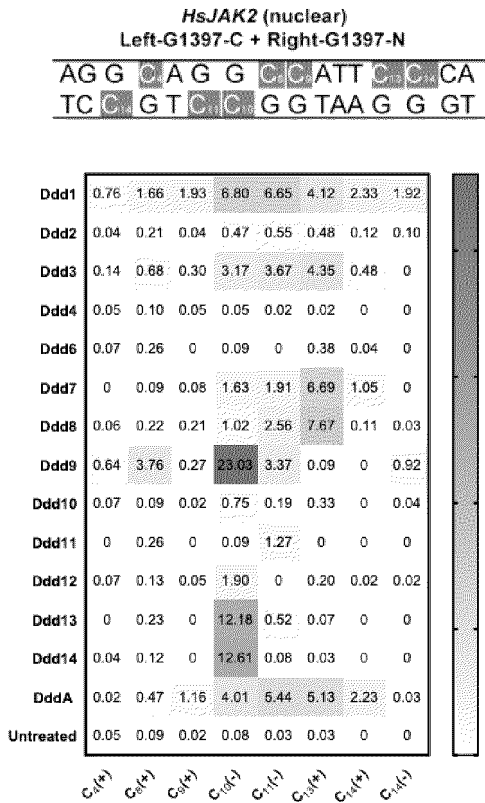 HsJAK2 (nuclear)
Left-G1397-C + Right-G1397-N
AG G C A G G C C ATT C C CA
TC C G T C C G G TAA G G GT
Ddd1 0.76 1.66 1.93 6.80 6.65 4.12 2.33 1.92
Ddd2 0.04 0.21 0.04 0.47 0.55 0.48 0.12 0.10
Ddd3 0.14 0.68 0.30 3.17 3.67 4.35 0.48 0
Ddd4 0.05 0.10 0.05 0.05 0.02 0.02 0 0
Ddd6 0.07 0.26 0 0.09 0 0.38 0.04 0
Ddd7 0 0.09 0.08 1.63 1.91 6.69 1.05 0
Ddd8 0.06 0.22 0.21 1.02 2.56 7.67 0.11 0.03
Ddd9 0.64 3.76 0.27 23.03 3.37 0.09 0 0.92
Ddd10 0.07 0.09 0.02 0.75 0.19 0.33 0 0.04
Ddd11 0 0.26 0 0.09 1.27 0 0 0
Ddd12 0.07 0.13 0.05 1.90 0 0.20 0.02 0.02
Ddd13 0 0.23 0 12.18 0.52 0.07 0 0
Ddd14 0.04 0.12 0 12.61 0.08 0.03 0 0
DddA 0.02 0.47 1.16 4.01 5.44 5.13 2.23 0.03
Untreated 0.05 0.09 0.02 0.08 0.03 0.03 0 0
C₄(+) C₈(+) C₉(+) C₁₀(-) C₁₁(-) C₁₃(+) C₁₄(+) C₁₄(-)